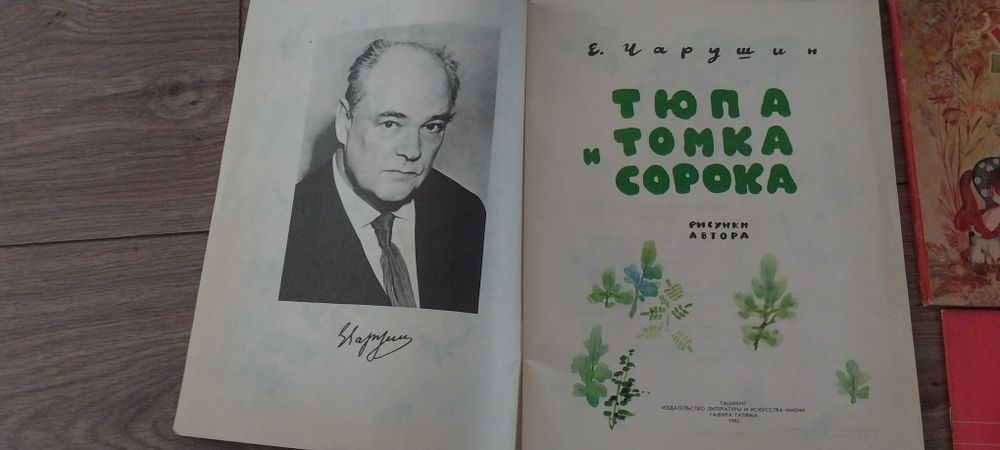 Е. Чарушин
ТЮПА
ТОМКА
и СОРОКА
РИСУНКИ
АВТОРА
ТАШКЕНТ
ИЗДАТЕЛЬСТВО ЛИТЕРАТУРЫ И ИСКУССТВА ИМЕНИ
ГАФУРА ГУЛЯМА